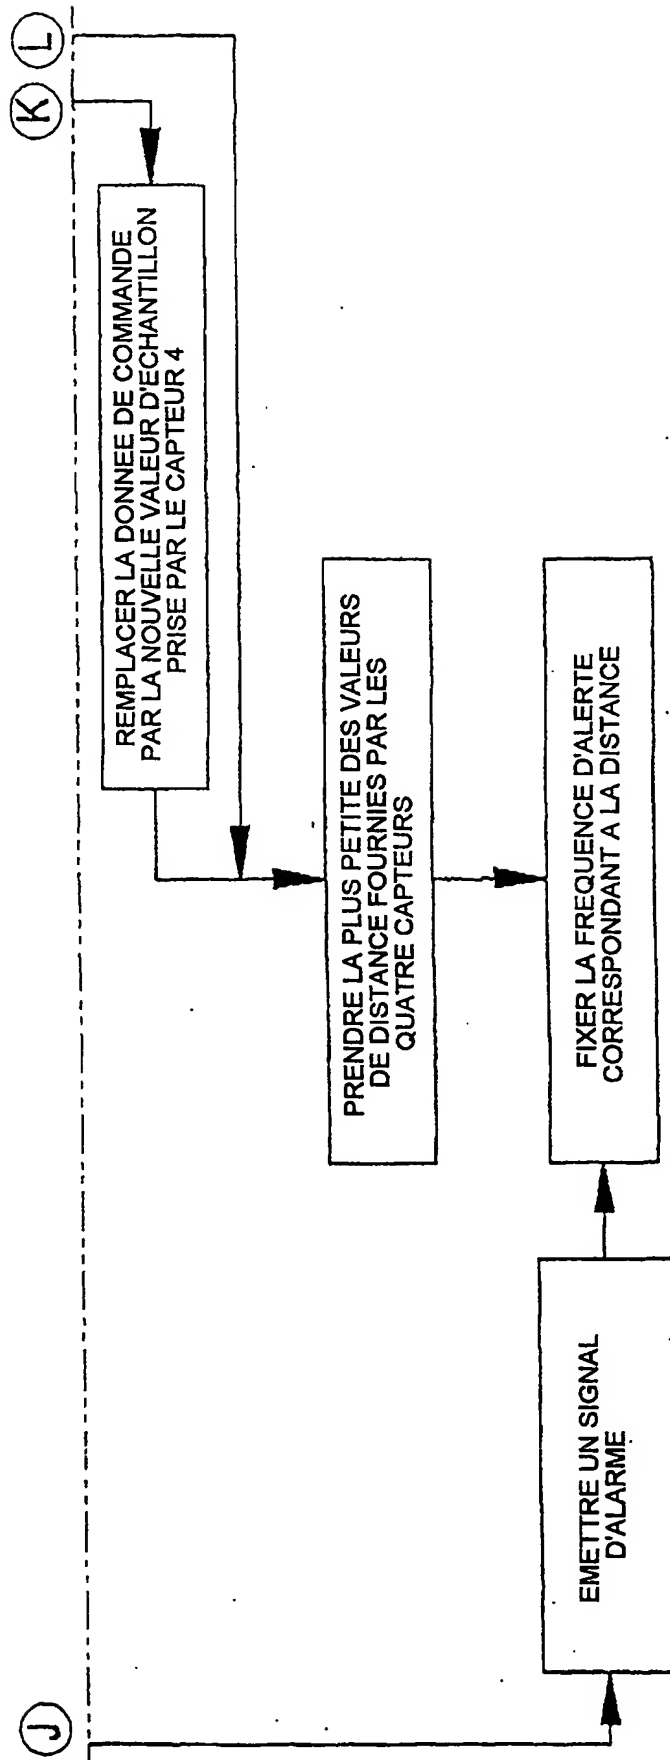 J
K
L
REMPLACER LA DONNEE DE COMMANDE
PAR LA NOUVELLE VALEUR D'ECHANTILLON
PRISE PAR LE CAPTEUR 4
PRENDRE LA PLUS PETITE DES VALEURS
DE DISTANCE FOURNIES PAR LES
QUATRE CAPTEURS
EMETTRE UN SIGNAL
D'ALARME
FIXER LA FREQUENCE D'ALERTE
CORRESPONDANT A LA DISTANCE